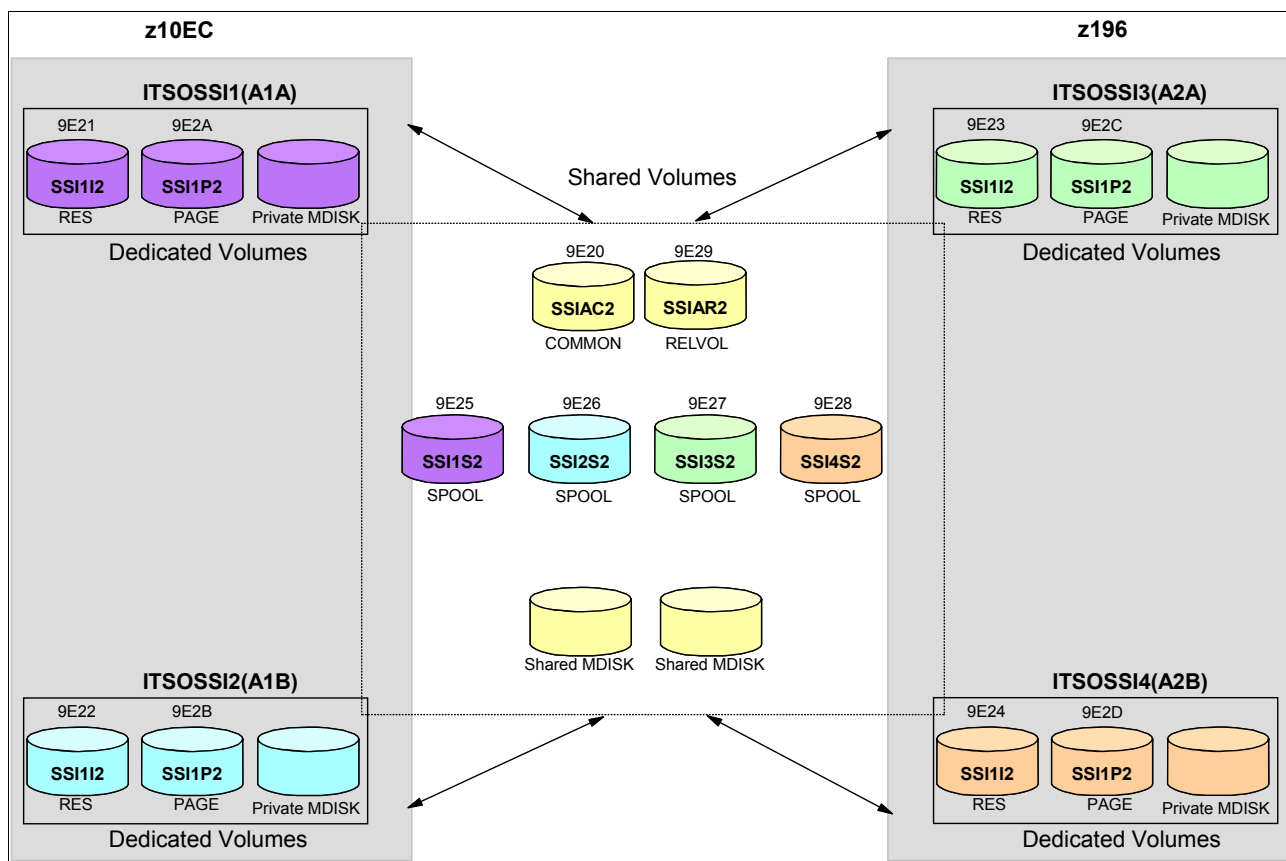 z10EC
z196
ITSOSSI1(A1A)
9E21
9E2A
SSI1I2
SSI1P2
RES
PAGE
Private MDISK
Dedicated Volumes
ITSOSSI3(A2A)
9E23
9E2C
SSI1I2
SSI1P2
RES
PAGE
Private MDISK
Dedicated Volumes
Shared Volumes
9E20
9E29
SSIAC2
SSIAR2
COMMON
RELVOL
9E25
9E26
9E27
9E28
SSI1S2
SSI2S2
SSI3S2
SSI4S2
SPOOL
SPOOL
SPOOL
SPOOL
Shared MDISK
Shared MDISK
ITSOSSI2(A1B)
9E22
9E2B
SSI1I2
SSI1P2
RES
PAGE
Private MDISK
Dedicated Volumes
ITSOSSI4(A2B)
9E24
9E2D
SSI1I2
SSI1P2
RES
PAGE
Private MDISK
Dedicated Volumes